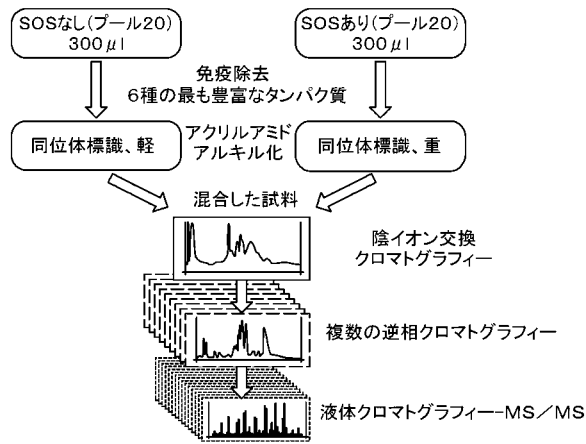 SOSなし(プール20)
300μl
SOSあり(プール20)
300μl
免疫除去
6種の最も豊富なタンパク質
同位体標識、軽
アクリルアミド
アルキル化
同位体標識、重
混合した試料
陰イオン交換
クロマトグラフィー
複数の逆相クロマトグラフィー
液体クロマトグラフィー-MS/MS